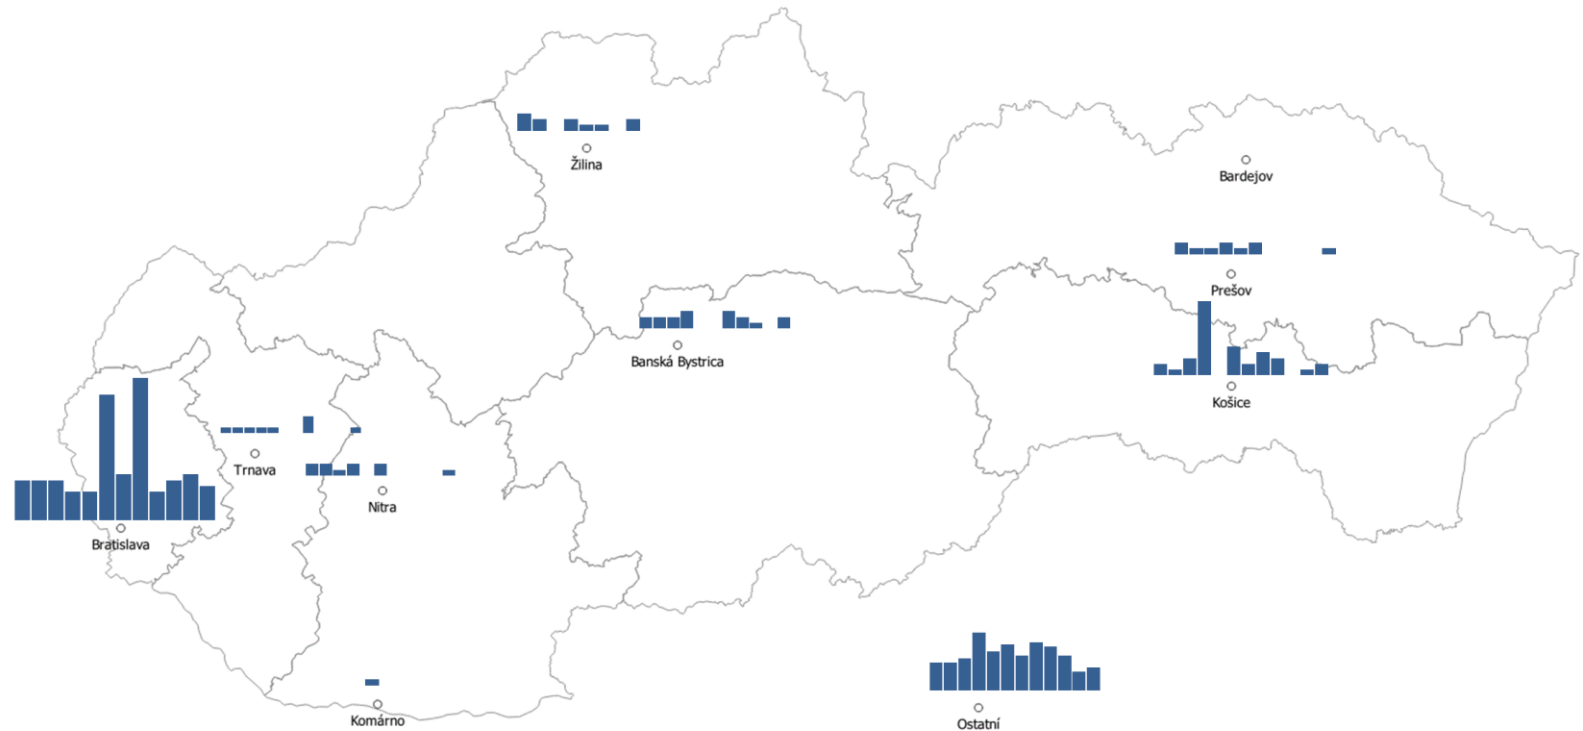 Žilina
Bardejov
Prešov
Banská Bystrica
Košice
Trnava
Nitra
Bratislava
Komárno
Ostatní